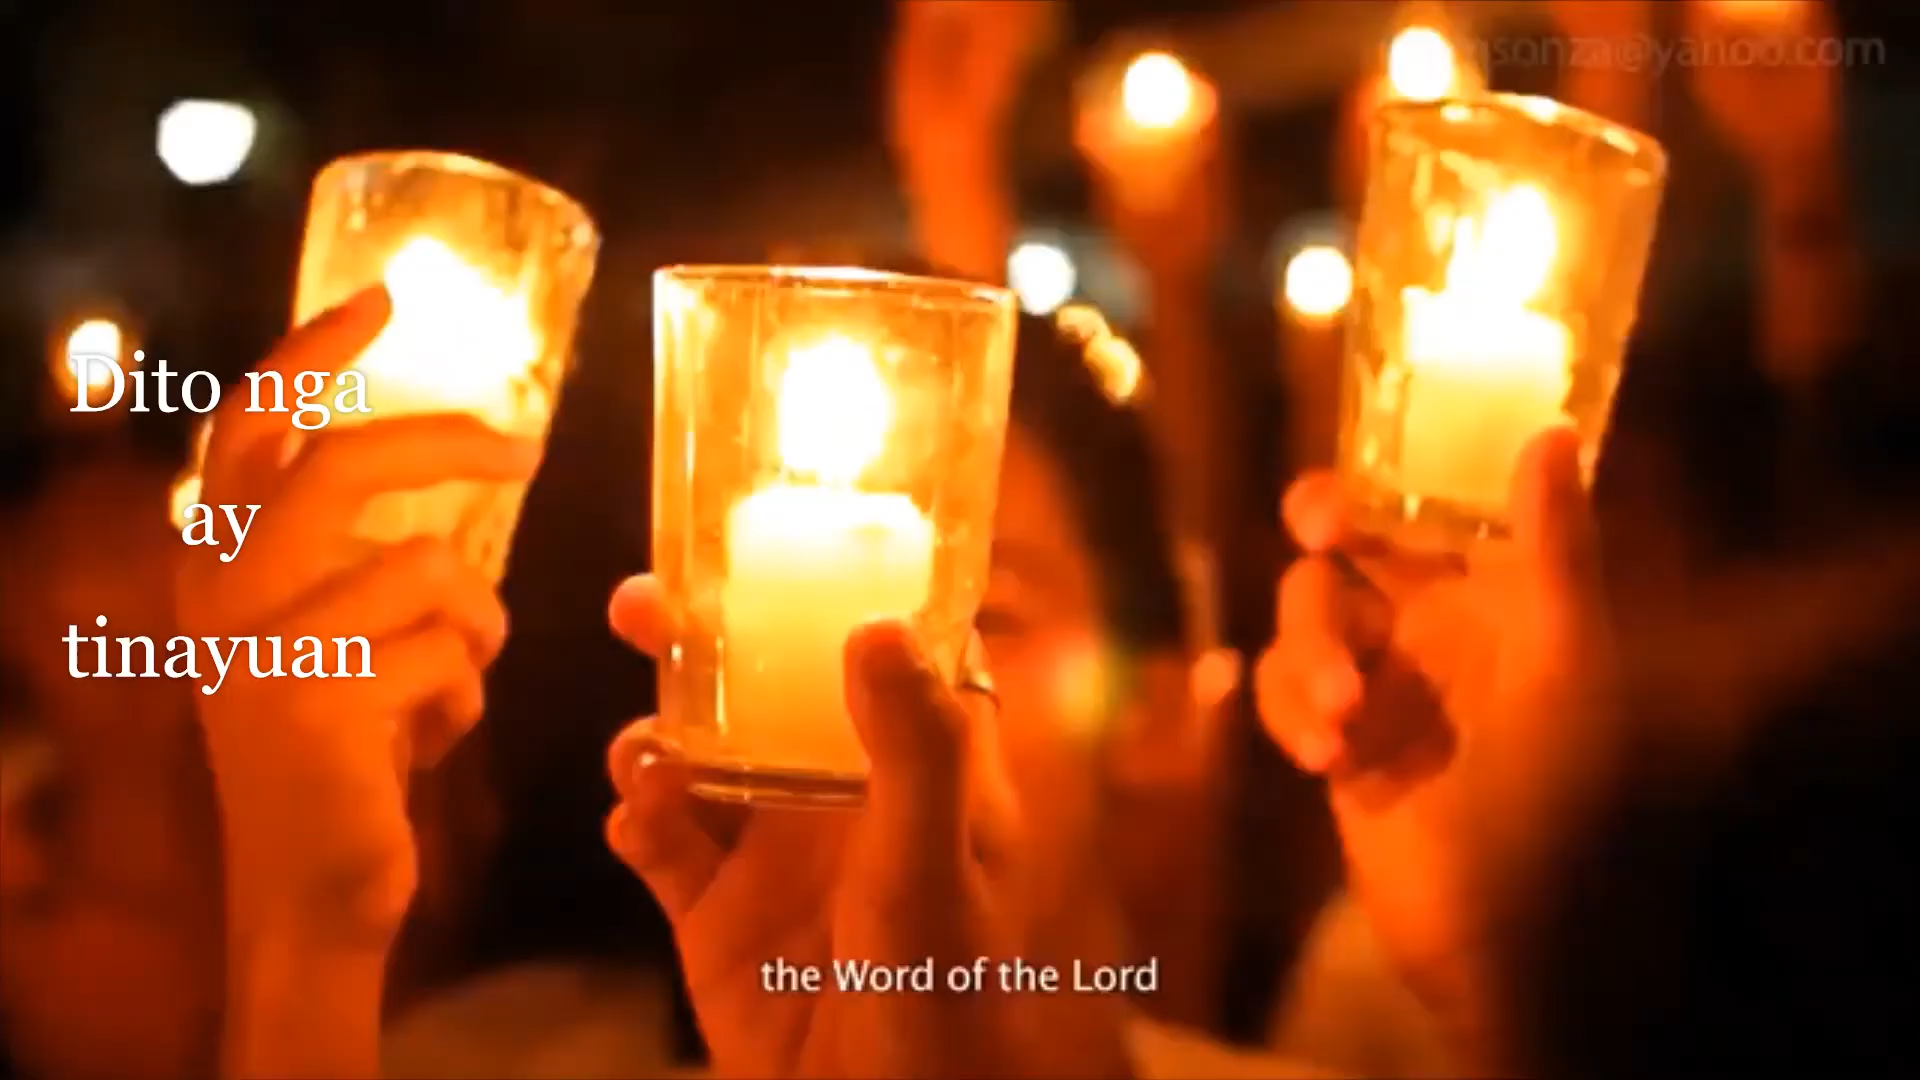 Dito nga
ay
tinayuan
the Word of the Lord